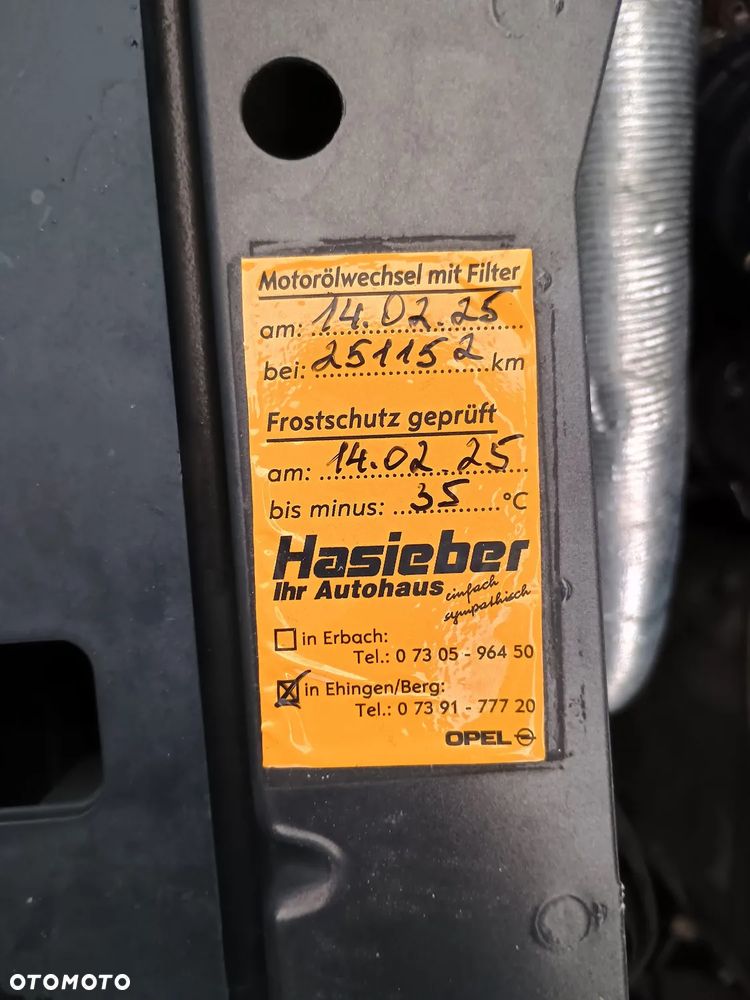 Motorölwechsel mit Filter
am: 14.02.25
bei: 251152 km
Frostschutz geprüft
am: 14.02.25
bis minus: 35 °C
Hasieber
Ihr Autohaus einfach
sympathisch
in Erbach:
Tel.: 0 73 05 - 964 50
in Ehingen/Berg:
Tel.: 0 73 91 - 777 20
OPEL
OTOMOTO